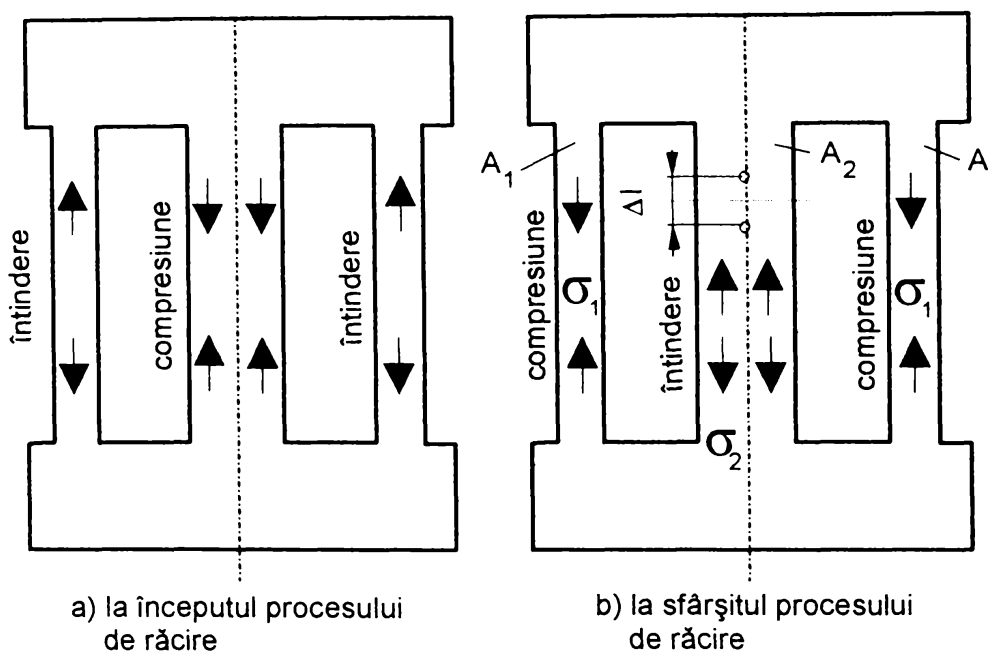 întindere
compresiune
întindere
A₁
compresiune
σ₁
Δl
întindere
σ₂
A₂
compresiune
σ₁
A
a) la începutul procesului
de răcire
b) la sfârşitul procesului
de răcire